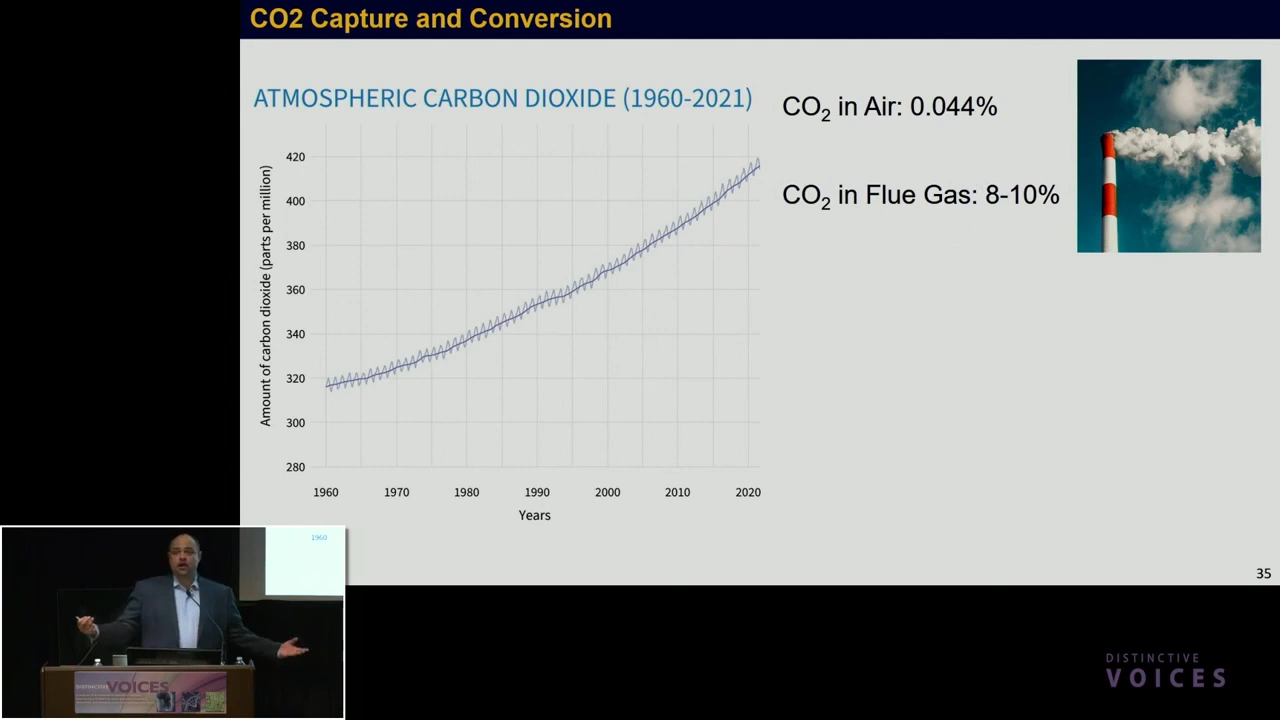 CO2 Capture and Conversion
ATMOSPHERIC CARBON DIOXIDE (1960-2021)
CO₂ in Air: 0.044%
CO₂ in Flue Gas: 8-10%
Amount of carbon dioxide (parts per million)
420
400
380
360
340
320
300
280
1960 1970 1980 1990 2000 2010 2020
Years
35
1960
DISTINCTIVE VOICES
DISTINCTIVE
VOICES